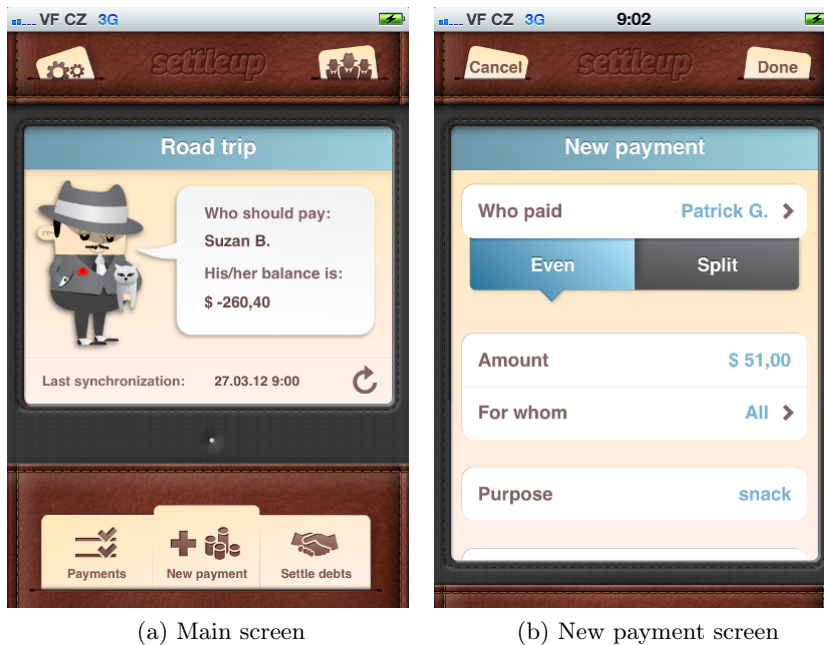 VF CZ 3G
settleup
Road trip
Who should pay:
Suzan B.
His/her balance is:
$ -260,40
Last synchronization: 27.03.12 9:00
Payments
New payment
Settle debts
(a) Main screen
VF CZ 3G 9:02
Cancel settleup Done
New payment
Who paid Patrick G.
Even Split
Amount $ 51,00
For whom All
Purpose snack
(b) New payment screen